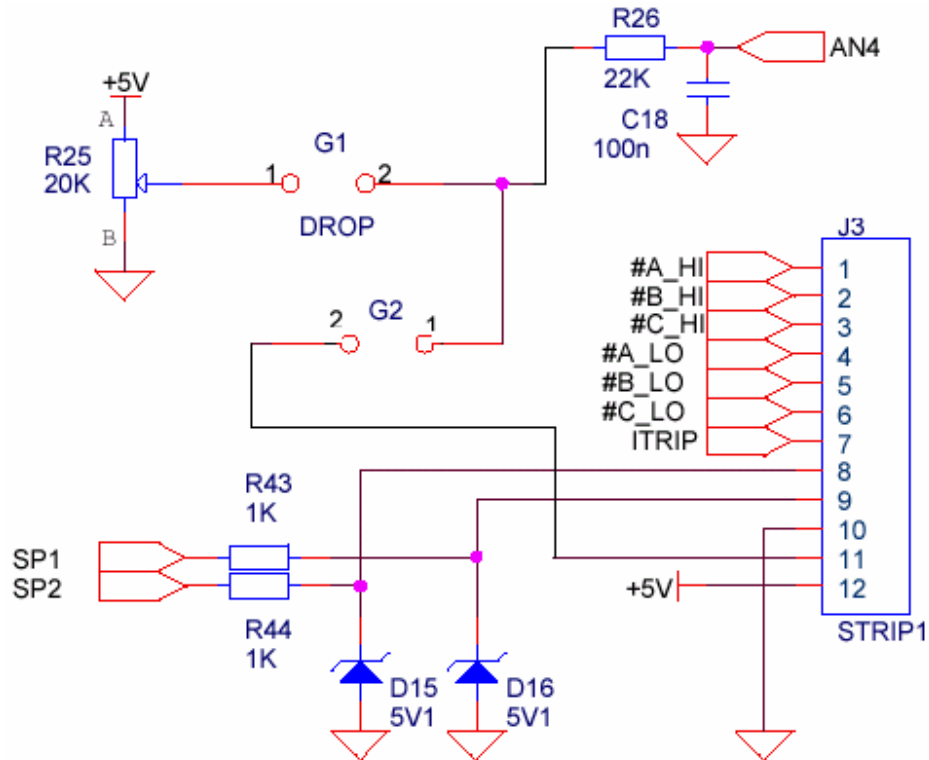 R26
22K
AN4
C18
100n
+5V
A
R25
20K
B
G1
1
2
DROP
G2
2
1
J3
#A_HI
#B_HI
#C_HI
#A_LO
#B_LO
#C_LO
ITRIP
1
2
3
4
5
6
7
8
9
10
11
12
+5V
STRIP1
R43
1K
SP1
SP2
R44
1K
D15
5V1
D16
5V1